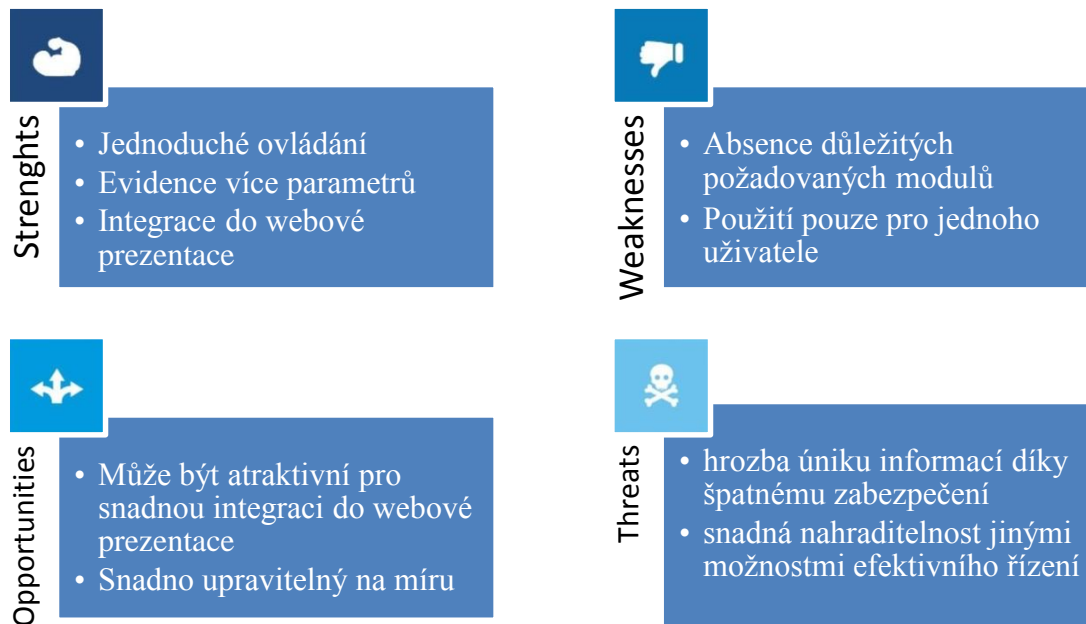 Strenghts
• Jednoduché ovládání
• Evidence více parametrů
• Integrace do webové
prezentace
Weaknesses
• Absence důležitých
požadovaných modulů
• Použití pouze pro jednoho
uživatele
Opportunities
• Může být atraktivní pro
snadnou integraci do webové
prezentace
• Snadno upravitelný na míru
Threats
• hrozba úniku informací díky
špatnému zabezpečení
• snadná nahraditelnost jinými
možnostmi efektivního řízení